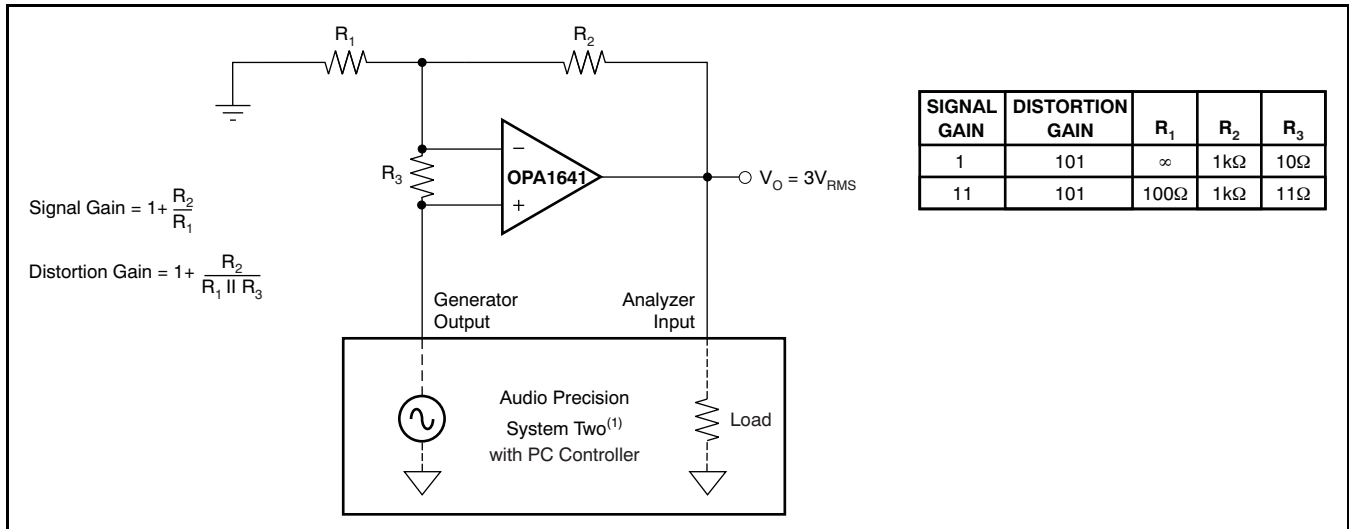 R1
R2
R3
−
+
OPA1641
VO = 3VRMS
Signal Gain = 1+ R2/R1
Distortion Gain = 1+ R2/(R1 II R3)
Generator
Output
Analyzer
Input
Audio Precision
System Two(1)
with PC Controller
Load
SIGNAL GAIN DISTORTION GAIN R1 R2 R3
1 101 ∞ 1kΩ 10Ω
11 101 100Ω 1kΩ 11Ω